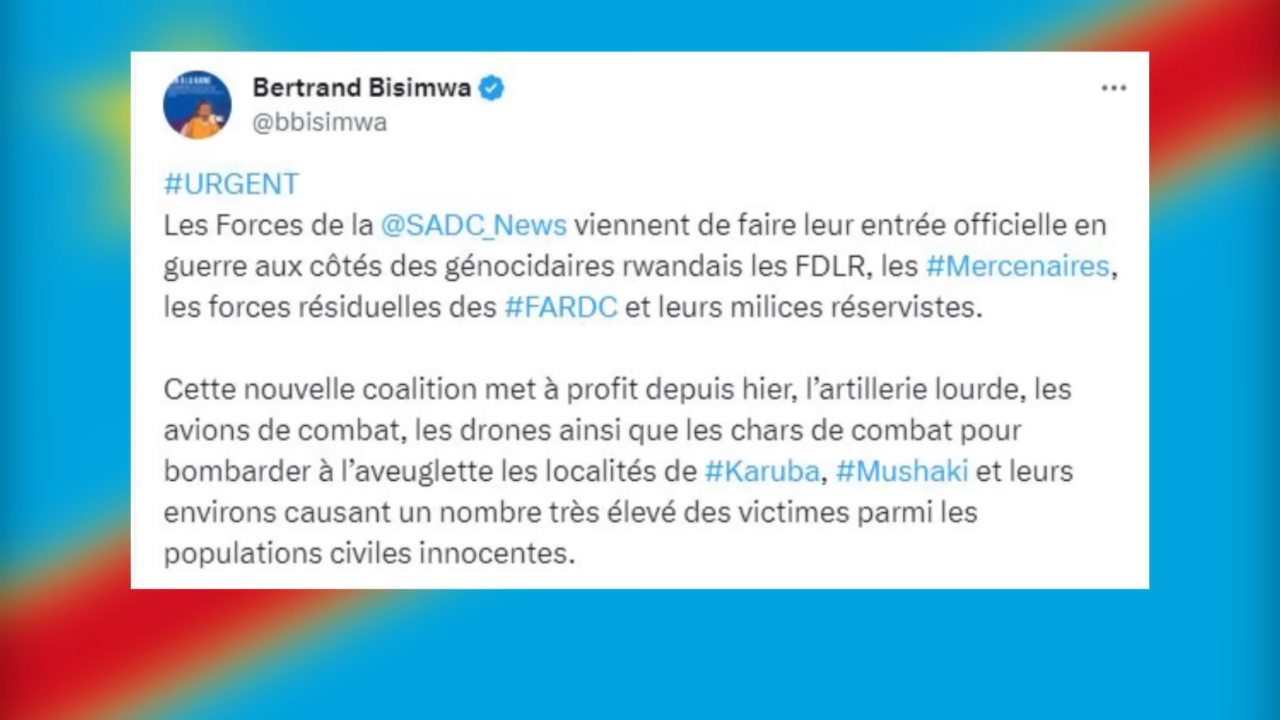 Bertrand Bisimwa
@bbisimwa
#URGENT
Les Forces de la @SADC_News viennent de faire leur entrée officielle en
guerre aux côtés des génocidaires rwandais les FDLR, les #Mercenaires,
les forces résiduelles des #FARDC et leurs milices réservistes.
Cette nouvelle coalition met à profit depuis hier, l’artillerie lourde, les
avions de combat, les drones ainsi que les chars de combat pour
bombarder à l’aveuglette les localités de #Karuba, #Mushaki et leurs
environs causant un nombre très élevé des victimes parmi les
populations civiles innocentes.